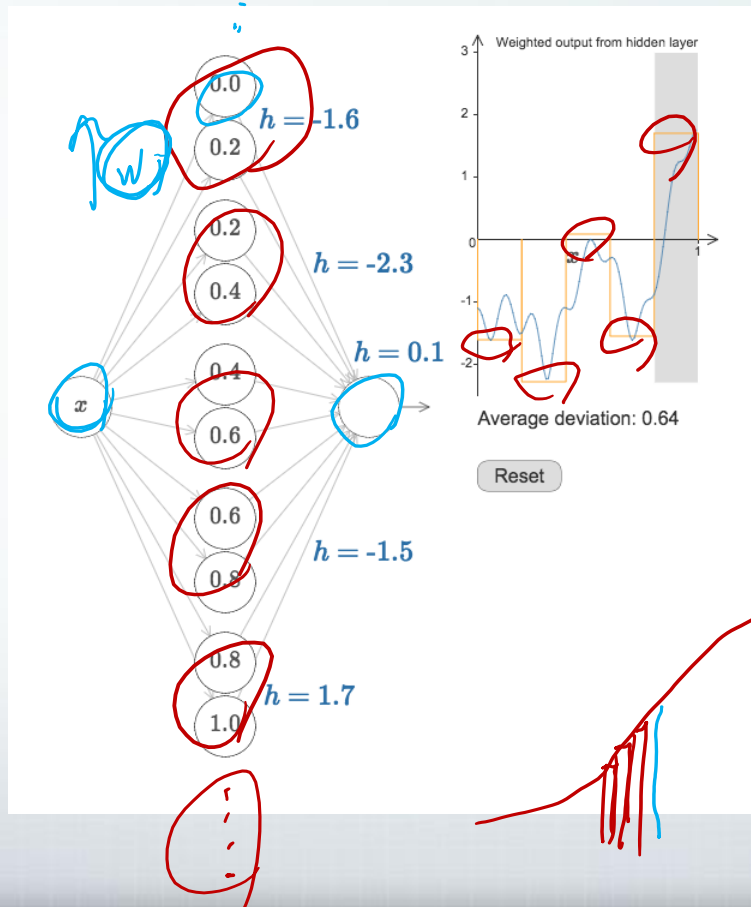 Weighted output from hidden layer
3
0.0
h = -1.6
2
0.2
W
1
0.2
0
x
1
h = -2.3
0.4
-1
h = 0.1
0.4
-2
x
Average deviation: 0.64
0.6
Reset
0.6
h = -1.5
0.8
0.8
h = 1.7
1.0